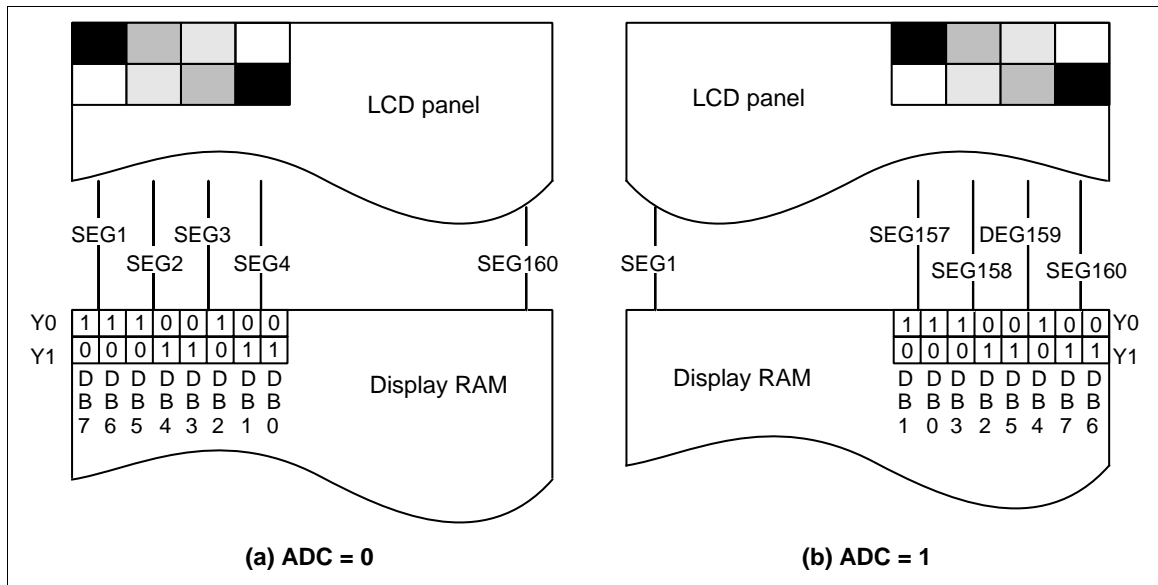 LCD panel
SEG1
SEG3
SEG2
SEG4
SEG160
Y0 1 1 1 0 0 1 0 0
Y1 0 0 0 1 1 0 1 1
D D D D D D D D
B B B B B B B B
7 6 5 4 3 2 1 0
Display RAM
(a) ADC = 0
LCD panel
SEG157
DEG159
SEG1
SEG158
SEG160
1 1 1 0 0 1 0 0 Y0
0 0 0 1 1 0 1 1 Y1
D D D D D D D D
B B B B B B B B
1 0 3 2 5 4 7 6
Display RAM
(b) ADC = 1